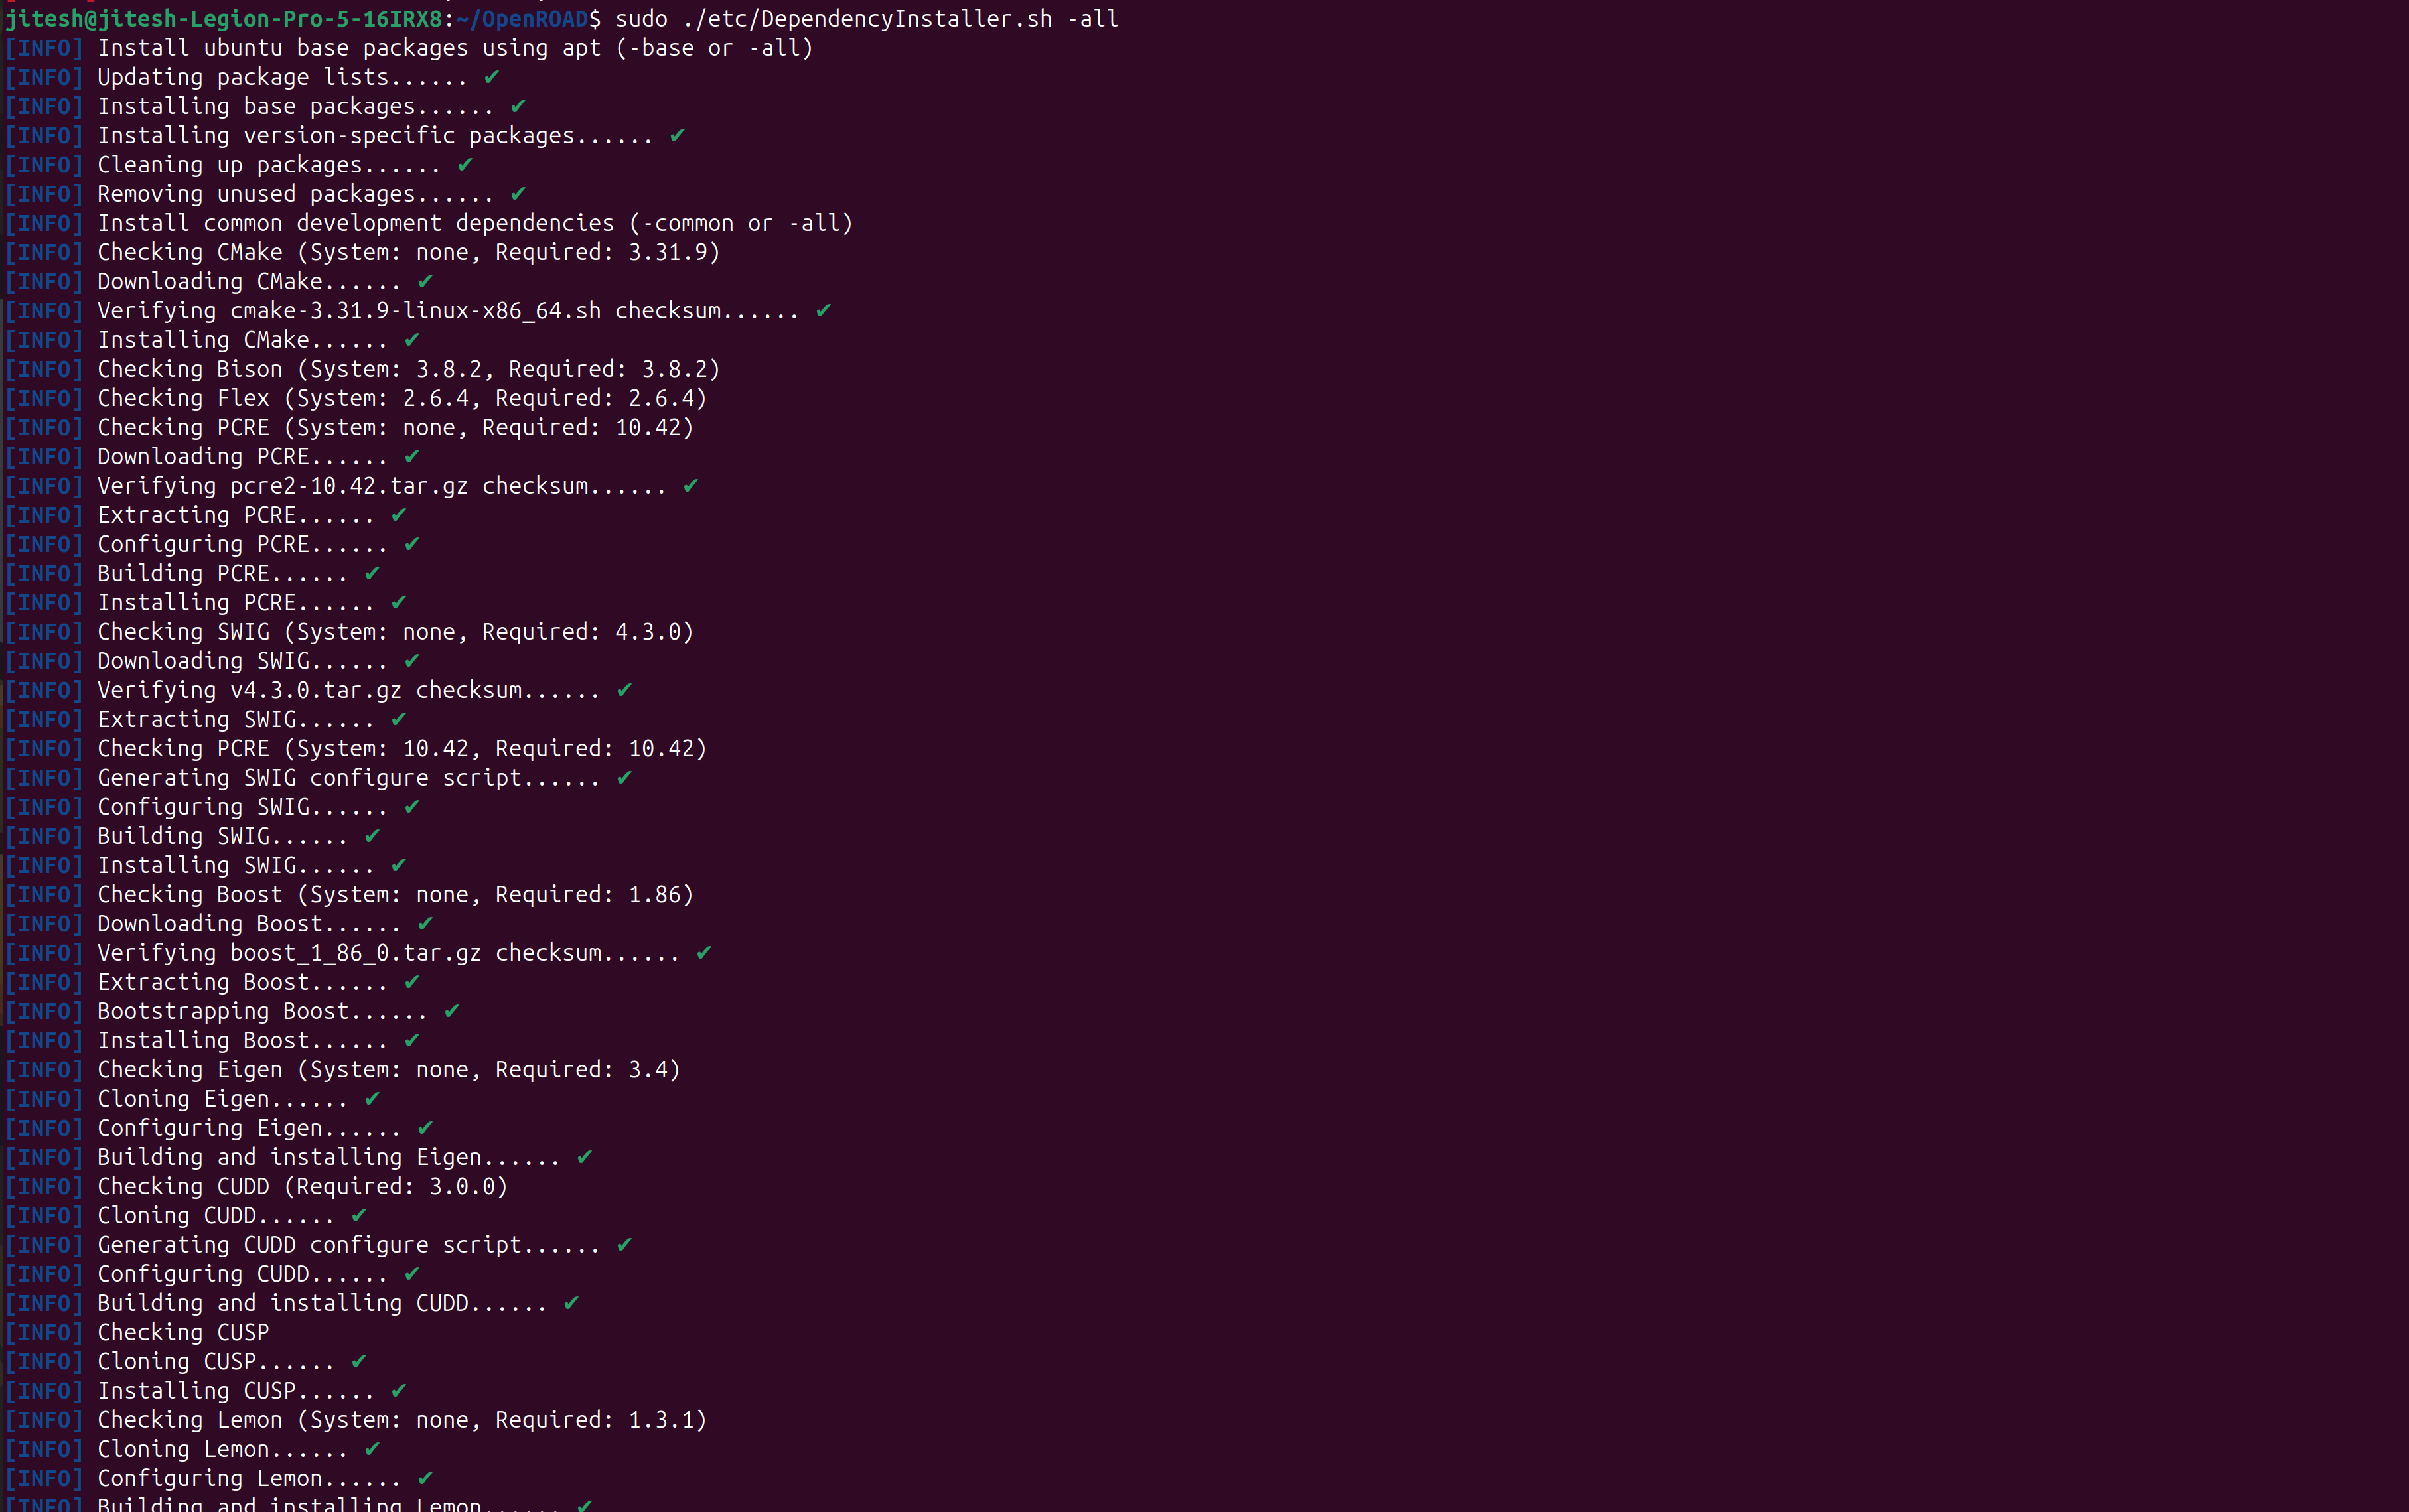 jitesh@jitesh-Legion-Pro-5-16IRX8:~/OpenROAD$ sudo ./etc/DependencyInstaller.sh -all
[INFO] Install ubuntu base packages using apt (-base or -all)
[INFO] Updating package lists...... ✔
[INFO] Installing base packages...... ✔
[INFO] Installing version-specific packages...... ✔
[INFO] Cleaning up packages...... ✔
[INFO] Removing unused packages...... ✔
[INFO] Install common development dependencies (-common or -all)
[INFO] Checking CMake (System: none, Required: 3.31.9)
[INFO] Downloading CMake...... ✔
[INFO] Verifying cmake-3.31.9-linux-x86_64.sh checksum...... ✔
[INFO] Installing CMake...... ✔
[INFO] Checking Bison (System: 3.8.2, Required: 3.8.2)
[INFO] Checking Flex (System: 2.6.4, Required: 2.6.4)
[INFO] Checking PCRE (System: none, Required: 10.42)
[INFO] Downloading PCRE...... ✔
[INFO] Verifying pcre2-10.42.tar.gz checksum...... ✔
[INFO] Extracting PCRE...... ✔
[INFO] Configuring PCRE...... ✔
[INFO] Building PCRE...... ✔
[INFO] Installing PCRE...... ✔
[INFO] Checking SWIG (System: none, Required: 4.3.0)
[INFO] Downloading SWIG...... ✔
[INFO] Verifying v4.3.0.tar.gz checksum...... ✔
[INFO] Extracting SWIG...... ✔
[INFO] Checking PCRE (System: 10.42, Required: 10.42)
[INFO] Generating SWIG configure script...... ✔
[INFO] Configuring SWIG...... ✔
[INFO] Building SWIG...... ✔
[INFO] Installing SWIG...... ✔
[INFO] Checking Boost (System: none, Required: 1.86)
[INFO] Downloading Boost...... ✔
[INFO] Verifying boost_1_86_0.tar.gz checksum...... ✔
[INFO] Extracting Boost...... ✔
[INFO] Bootstrapping Boost...... ✔
[INFO] Installing Boost...... ✔
[INFO] Checking Eigen (System: none, Required: 3.4)
[INFO] Cloning Eigen...... ✔
[INFO] Configuring Eigen...... ✔
[INFO] Building and installing Eigen...... ✔
[INFO] Checking CUDD (Required: 3.0.0)
[INFO] Cloning CUDD...... ✔
[INFO] Generating CUDD configure script...... ✔
[INFO] Configuring CUDD...... ✔
[INFO] Building and installing CUDD...... ✔
[INFO] Checking CUSP
[INFO] Cloning CUSP...... ✔
[INFO] Installing CUSP...... ✔
[INFO] Checking Lemon (System: none, Required: 1.3.1)
[INFO] Cloning Lemon...... ✔
[INFO] Configuring Lemon...... ✔
[INFO] Building and installing Lemon...... ✔